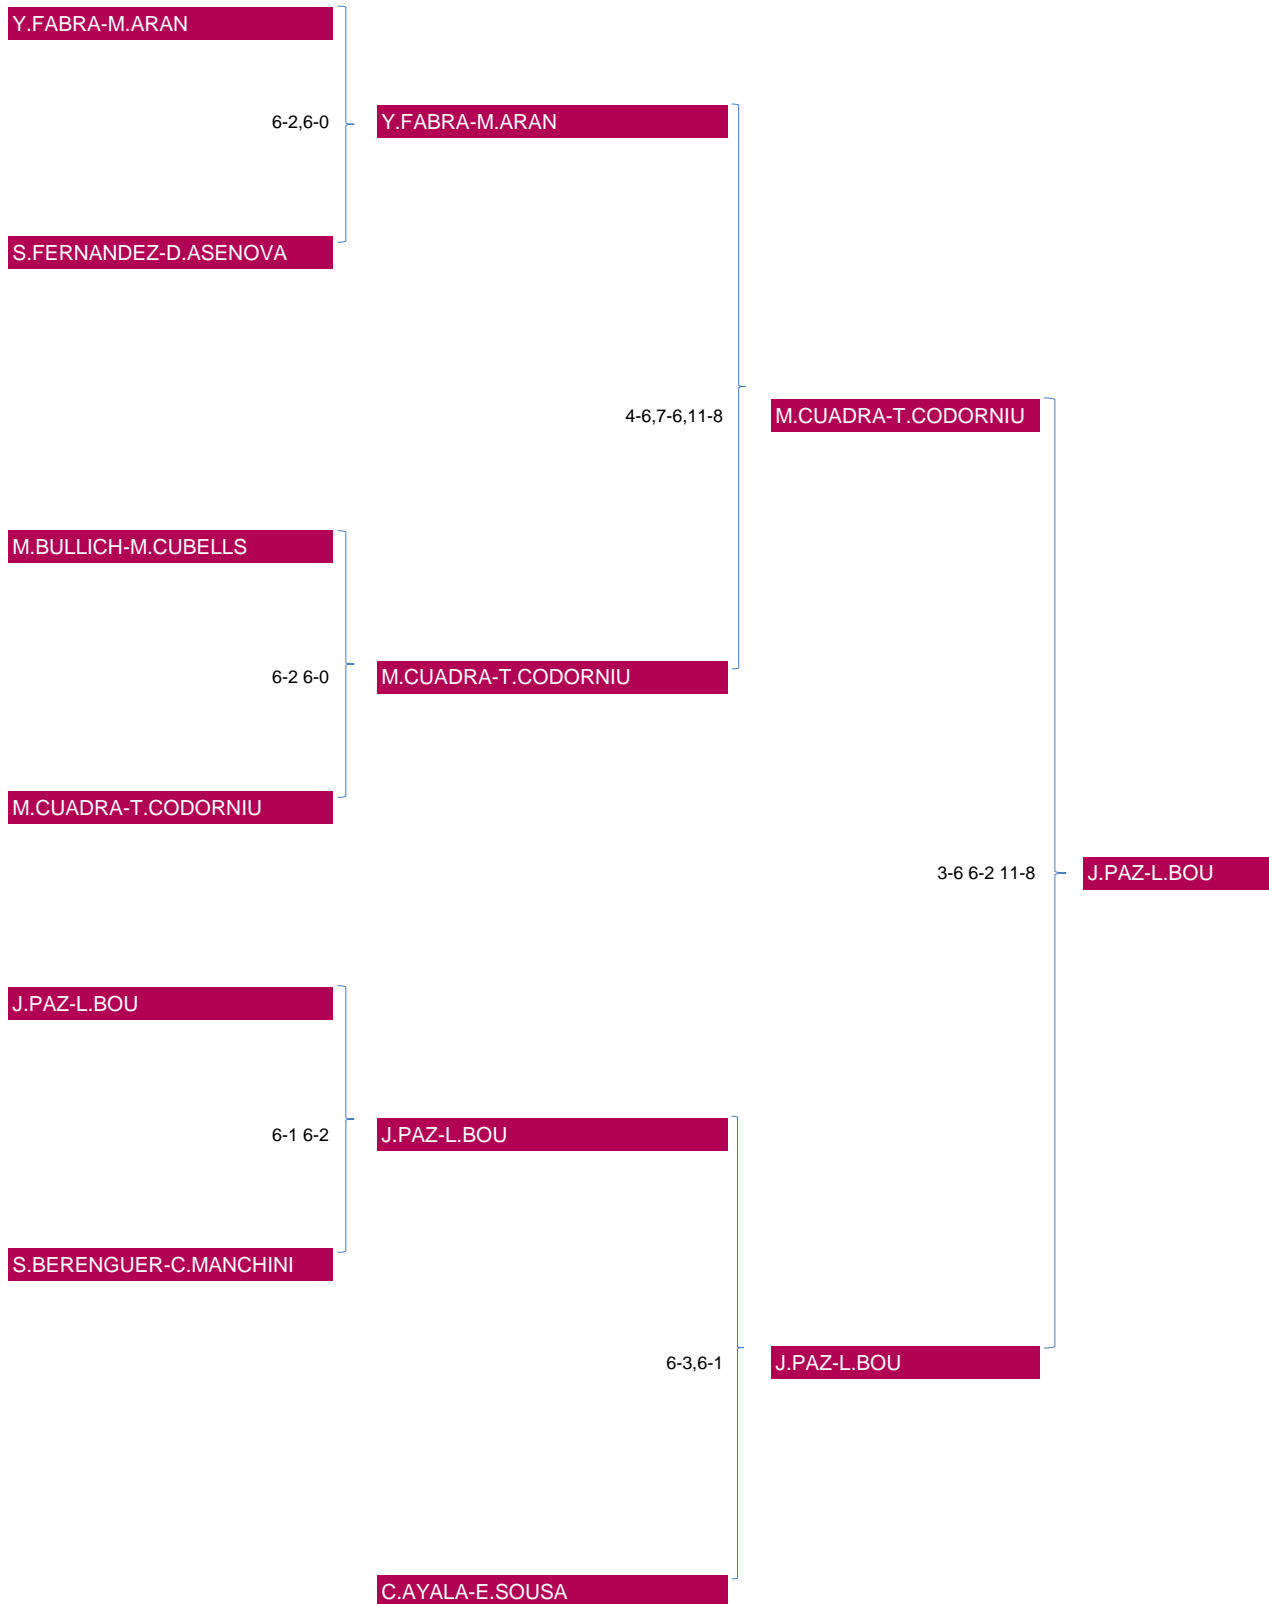 Y.FABRA-M.ARAN
6-2,6-0
Y.FABRA-M.ARAN
S.FERNANDEZ-D.ASENOVA
4-6,7-6,11-8
M.CUADRA-T.CODORNIU
M.BULLICH-M.CUBELLS
6-2 6-0
M.CUADRA-T.CODORNIU
M.CUADRA-T.CODORNIU
3-6 6-2 11-8
J.PAZ-L.BOU
J.PAZ-L.BOU
6-1 6-2
J.PAZ-L.BOU
S.BERENGUER-C.MANCHINI
6-3,6-1
J.PAZ-L.BOU
C.AYALA-E.SOUSA